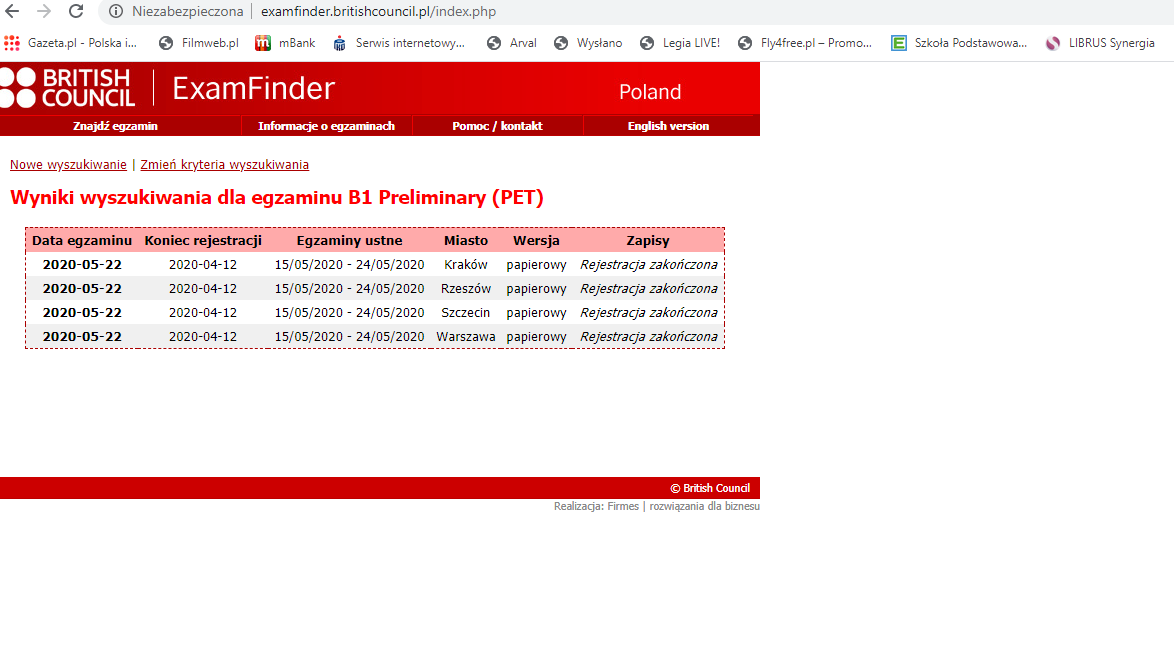 Niezabezpieczona | examfinder.britishcouncil.pl/index.php
Gazeta.pl - Polska i... Filmweb.pl mBank Serwis internetowy... Arval Wysłano Legia LIVE! Fly4free.pl – Promo... Szkoła Podstawowa... LIBRUS Synergia
BRITISH COUNCIL | ExamFinder Poland
Znajdź egzamin Informacje o egzaminach Pomoc / kontakt English version
Nowe wyszukiwanie | Zmień kryteria wyszukiwania
Wyniki wyszukiwania dla egzaminu B1 Preliminary (PET)
Data egzaminu Koniec rejestracji Egzaminy ustne Miasto Wersja Zapisy
2020-05-22 2020-04-12 15/05/2020 - 24/05/2020 Kraków papierowy Rejestracja zakończona
2020-05-22 2020-04-12 15/05/2020 - 24/05/2020 Rzeszów papierowy Rejestracja zakończona
2020-05-22 2020-04-12 15/05/2020 - 24/05/2020 Szczecin papierowy Rejestracja zakończona
2020-05-22 2020-04-12 15/05/2020 - 24/05/2020 Warszawa papierowy Rejestracja zakończona
© British Council
Realizacja: Firmes | rozwiązania dla biznesu